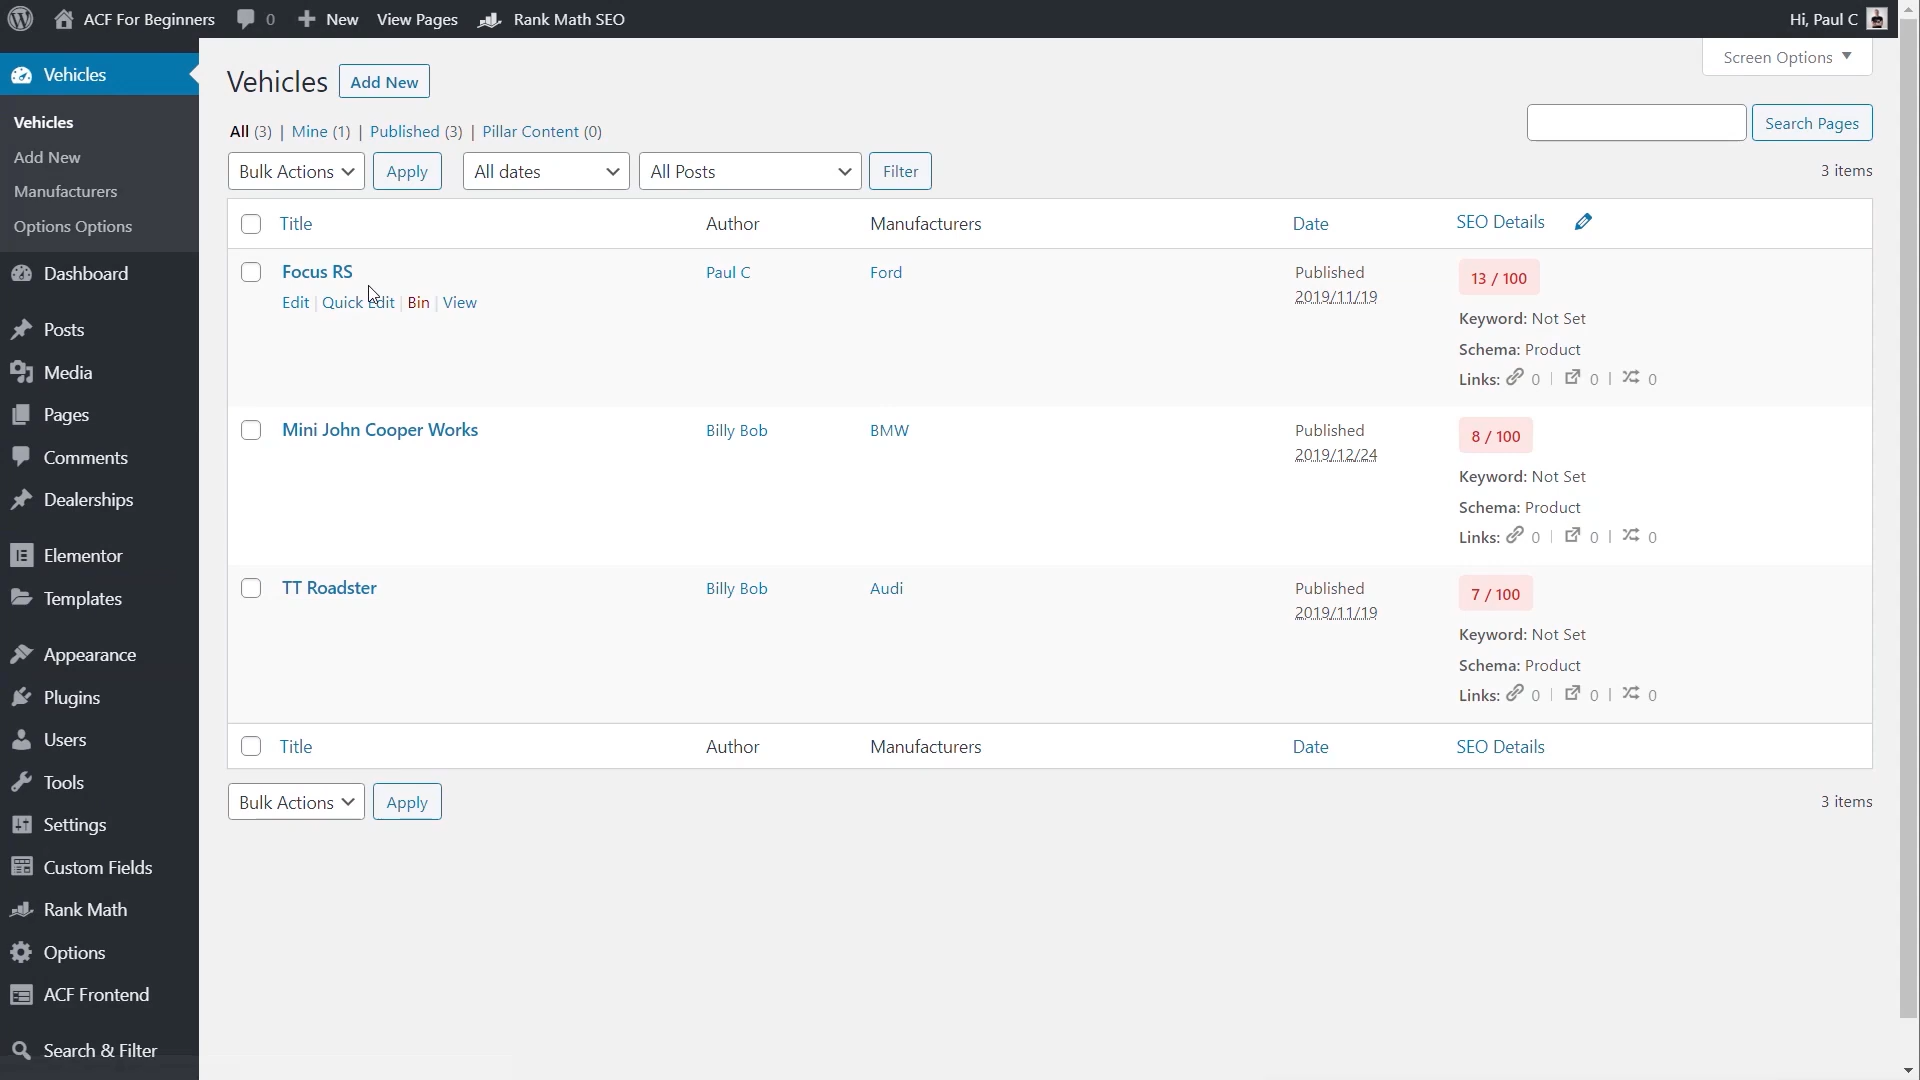 ACF For Beginners 0 New View Pages Rank Math SEO Hi, Paul C
Screen Options
Vehicles
Vehicles
Add New
Manufacturers
Options Options
Dashboard
Posts
Media
Pages
Comments
Dealerships
Elementor
Templates
Appearance
Plugins
Users
Tools
Settings
Custom Fields
Rank Math
Options
ACF Frontend
Search & Filter
Vehicles Add New
All (3) | Mine (1) | Published (3) | Pillar Content (0)
Search Pages
Bulk Actions Apply All dates All Posts Filter 3 items
Title Author Manufacturers Date SEO Details
Focus RS Paul C Ford Published 13 / 100
Edit | Quick Edit | Bin | View 2019/11/19
Keyword: Not Set
Schema: Product
Links: 0 | 0 | 0
Mini John Cooper Works Billy Bob BMW Published 8 / 100
2019/12/24
Keyword: Not Set
Schema: Product
Links: 0 | 0 | 0
TT Roadster Billy Bob Audi Published 7 / 100
2019/11/19
Keyword: Not Set
Schema: Product
Links: 0 | 0 | 0
Title Author Manufacturers Date SEO Details
Bulk Actions Apply 3 items